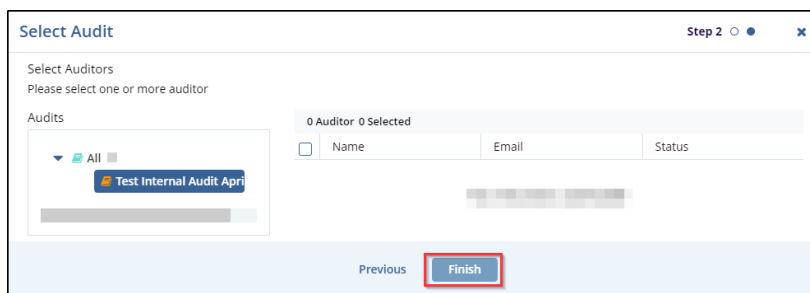 Select Audit
Step 2
Select Auditors
Please select one or more auditor
Audits
0 Auditor 0 Selected
Name Email Status
All
Test Internal Audit Apri
Previous Finish